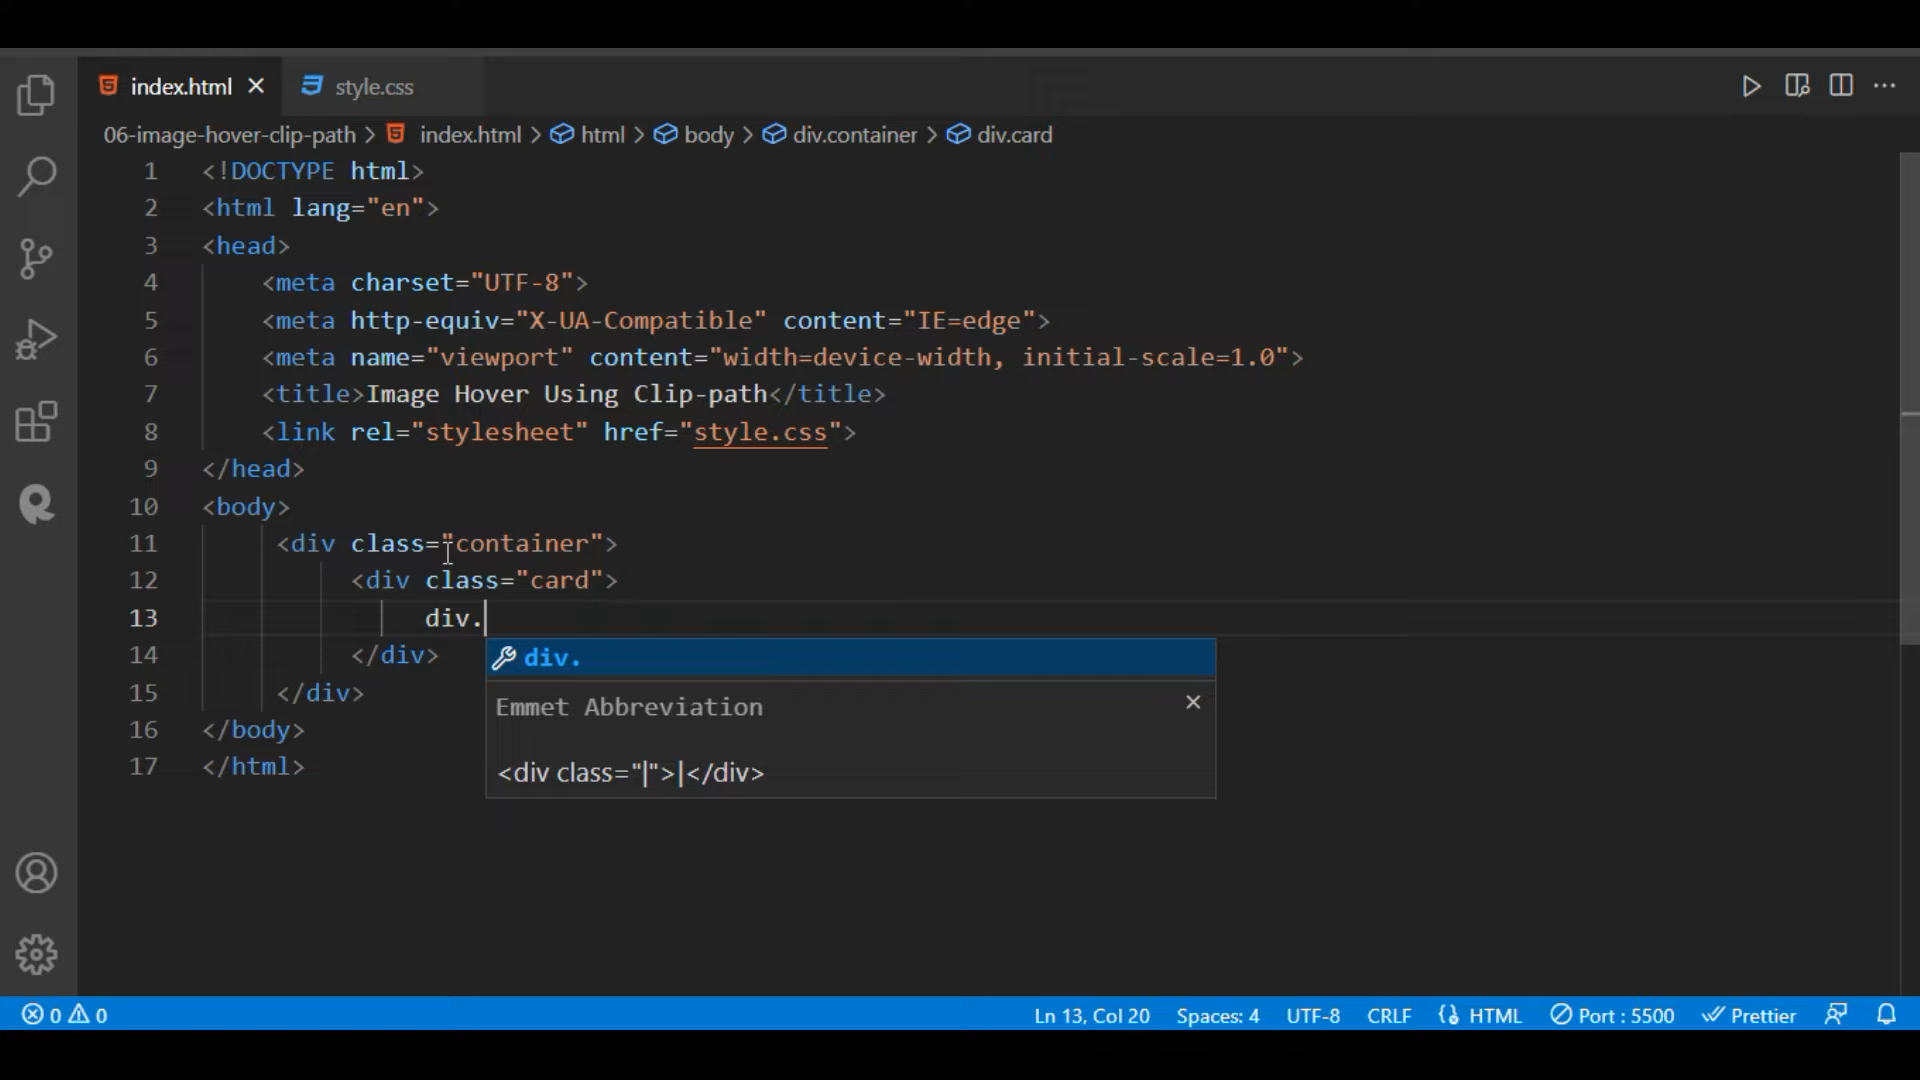 index.html style.css
06-image-hover-clip-path > index.html > html > body > div.container > div.card
1 <!DOCTYPE html>
2 <html lang="en">
3 <head>
4 <meta charset="UTF-8">
5 <meta http-equiv="X-UA-Compatible" content="IE=edge">
6 <meta name="viewport" content="width=device-width, initial-scale=1.0">
7 <title>Image Hover Using Clip-path</title>
8 <link rel="stylesheet" href="style.css">
9 </head>
10 <body>
11 <div class="container">
12 <div class="card">
13 div.
div.
14 </div>
Emmet Abbreviation
15 </div>
16 </body>
17 </html>
<div class="|">|</div>
0 0 Ln 13, Col 20 Spaces: 4 UTF-8 CRLF HTML Port : 5500 Prettier